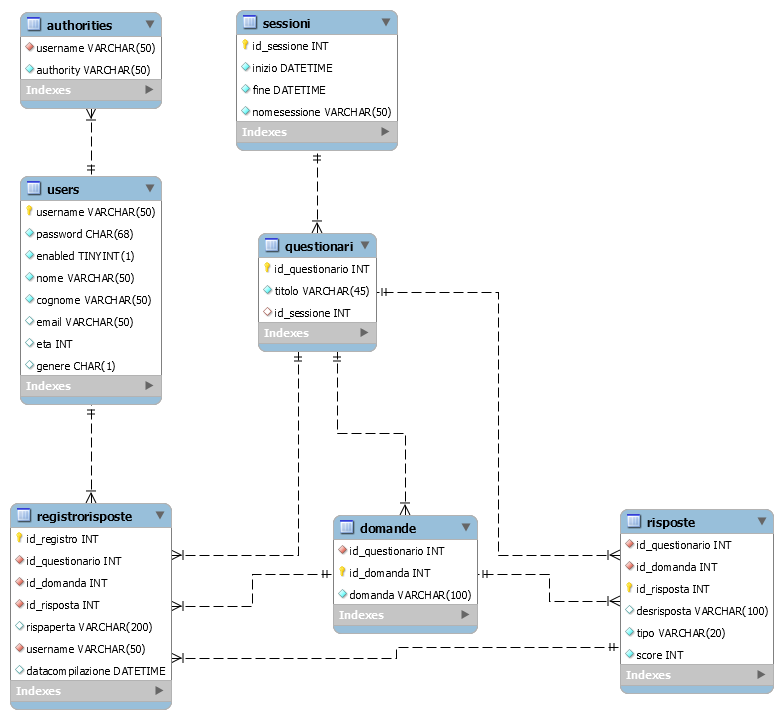 authorities
username VARCHAR(50)
authority VARCHAR(50)
Indexes
sessioni
id_sessione INT
inizio DATETIME
fine DATETIME
nomesessione VARCHAR(50)
Indexes
users
username VARCHAR(50)
password CHAR(68)
enabled TINYINT(1)
nome VARCHAR(50)
cognome VARCHAR(50)
email VARCHAR(50)
eta INT
genere CHAR(1)
Indexes
questionari
id_questionario INT
titolo VARCHAR(45)
id_sessione INT
Indexes
registrorisposte
id_registro INT
id_questionario INT
id_domanda INT
id_risposta INT
rispaperta VARCHAR(200)
username VARCHAR(50)
datacompilazione DATETIME
Indexes
domande
id_questionario INT
id_domanda INT
domanda VARCHAR(100)
Indexes
risposte
id_questionario INT
id_domanda INT
id_risposta INT
desrisposta VARCHAR(100)
tipo VARCHAR(20)
score INT
Indexes